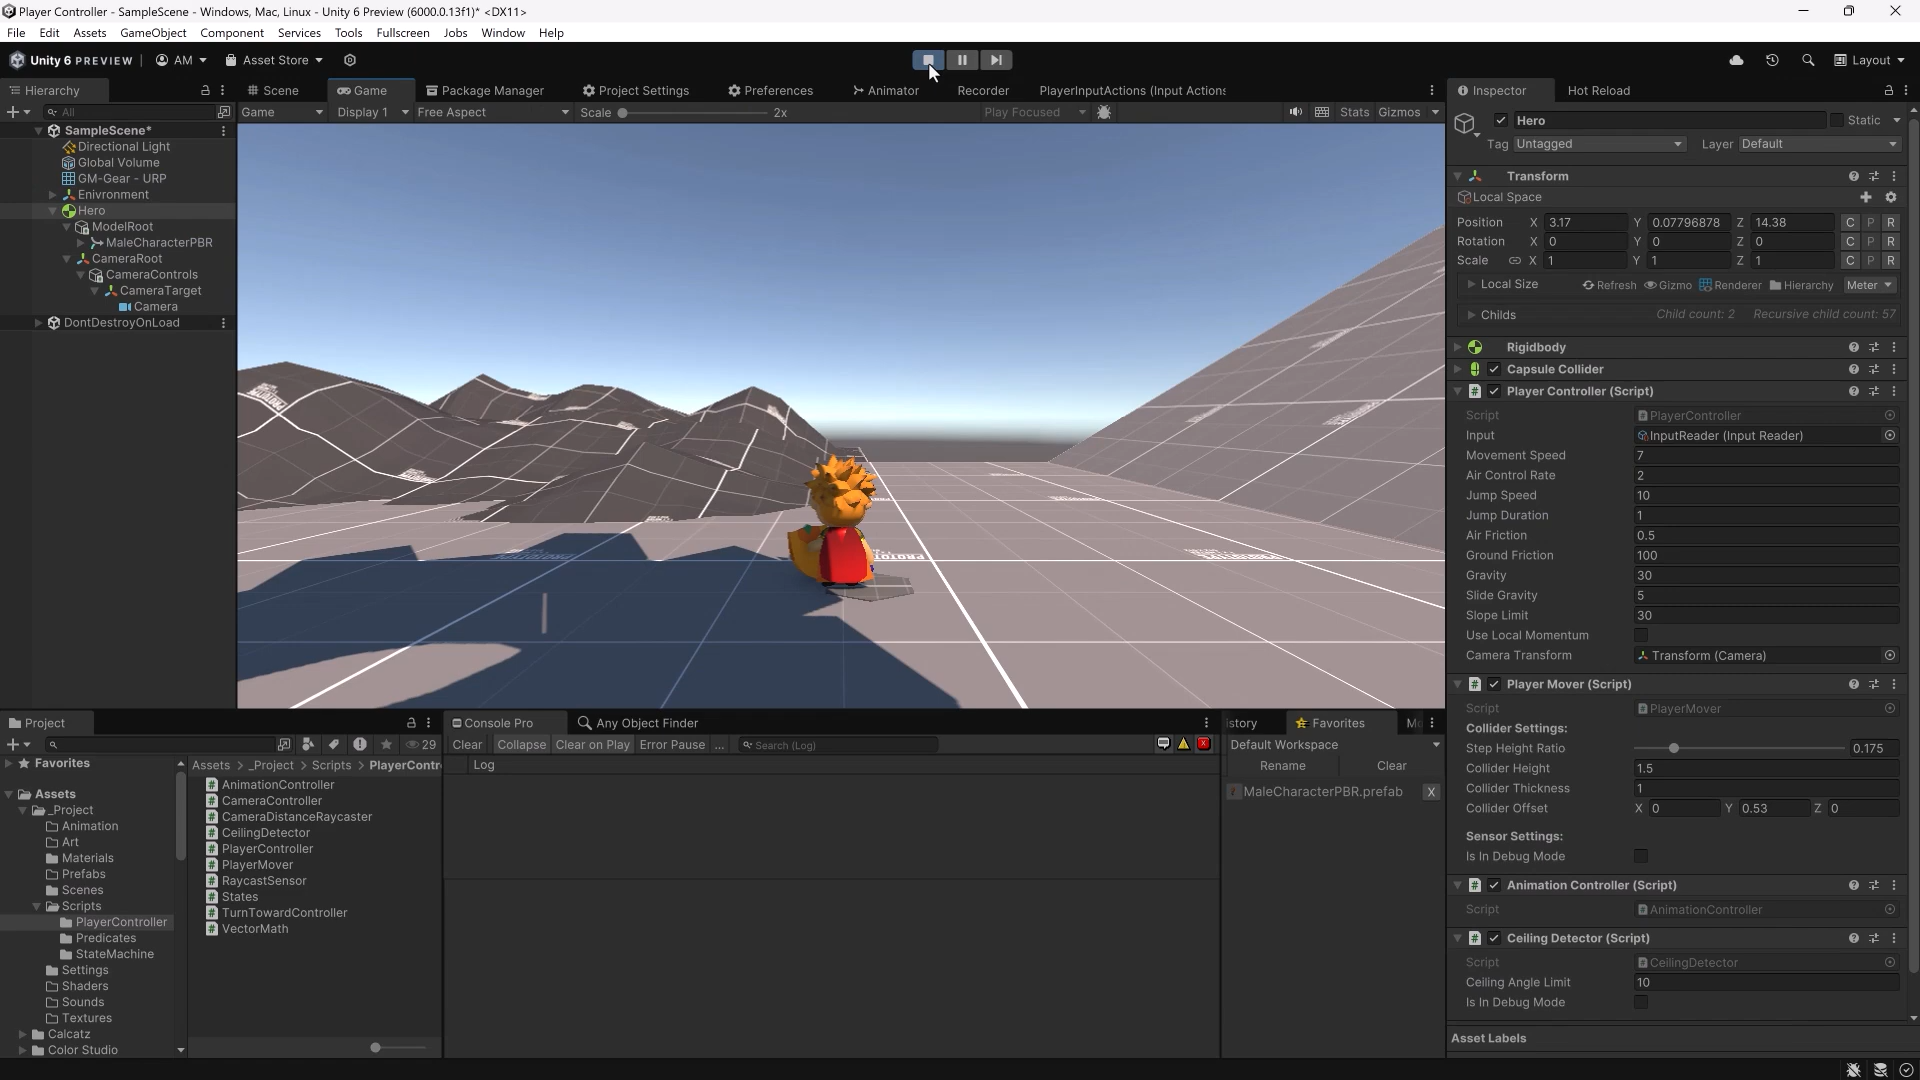 Player Controller - SampleScene - Windows, Mac, Linux - Unity 6 Preview (6000.0.13f1)* <DX11>
File Edit Assets GameObject Component Services Tools Fullscreen Jobs Window Help
Unity 6 PREVIEW AM Asset Store Layout
Hierarchy Scene Game Package Manager Project Settings Preferences Animator Recorder PlayerInputActions (Input Actions Inspector Hot Reload
All Game Display 1 Free Aspect Scale 2x Play Focused Stats Gizmos
Hero Static
Tag Untagged Layer Default
SampleScene*
Directional Light
Global Volume
GM-Gear - URP
Enivronment
Hero
ModelRoot
MaleCharacterPBR
CameraRoot
CameraControls
CameraTarget
Camera
DontDestroyOnLoad
Transform
Local Space
Position X 3.17 Y 0.07796878 Z 14.38 C P R
Rotation X 0 Y 0 Z 0 C P R
Scale X 1 Y 1 Z 1 C P R
Local Size Refresh Gizmo Renderer Hierarchy Meter
Childs Child count: 2 Recursive child count: 57
Rigidbody
Capsule Collider
Player Controller (Script)
Script PlayerController
Input InputReader (Input Reader)
Movement Speed 7
Air Control Rate 2
Jump Speed 10
Jump Duration 1
Air Friction 0.5
Ground Friction 100
Gravity 30
Slide Gravity 5
Slope Limit 30
Use Local Momentum
Camera Transform Transform (Camera)
Player Mover (Script)
Script PlayerMover
Collider Settings:
Step Height Ratio 0.175
Collider Height 1.5
Collider Thickness 1
Collider Offset X 0 Y 0.53 Z 0
Sensor Settings:
Is In Debug Mode
Animation Controller (Script)
Script AnimationController
Ceiling Detector (Script)
Script CeilingDetector
Ceiling Angle Limit 10
Is In Debug Mode
Asset Labels
Project
29
Favorites
Assets
_Project
Animation
Art
Materials
Prefabs
Scenes
Scripts
PlayerController
Predicates
StateMachine
Settings
Shaders
Sounds
Textures
Calcatz
Color Studio
Assets > _Project > Scripts > PlayerContr
AnimationController
CameraController
CameraDistanceRaycaster
CeilingDetector
PlayerController
PlayerMover
RaycastSensor
States
TurnTowardController
VectorMath
Console Pro Any Object Finder
Clear Collapse Clear on Play Error Pause ... Search (Log)
Log
istory Favorites M
Default Workspace
Rename Clear
MaleCharacterPBR.prefab X